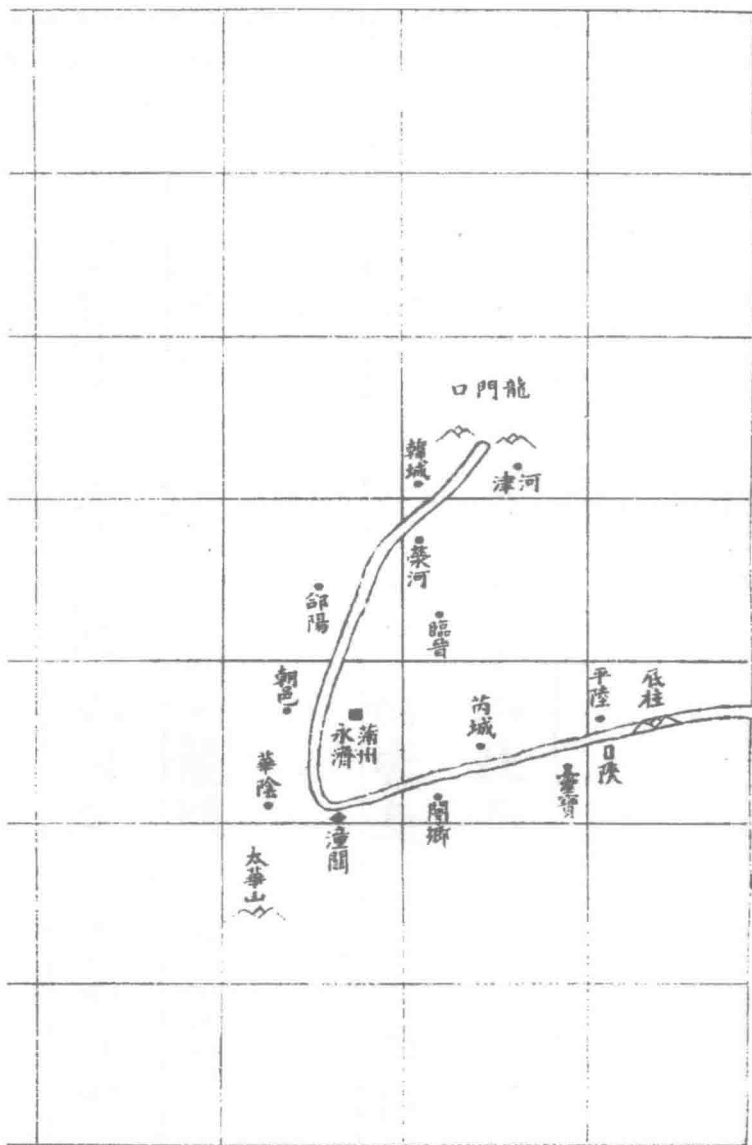 龍門口
韓城
河津
榮河
郃陽
臨晉
朝邑
平陸
底柱
芮城
蒲州
永濟
華陰
陝
靈寶
閿鄉
潼關
太華山